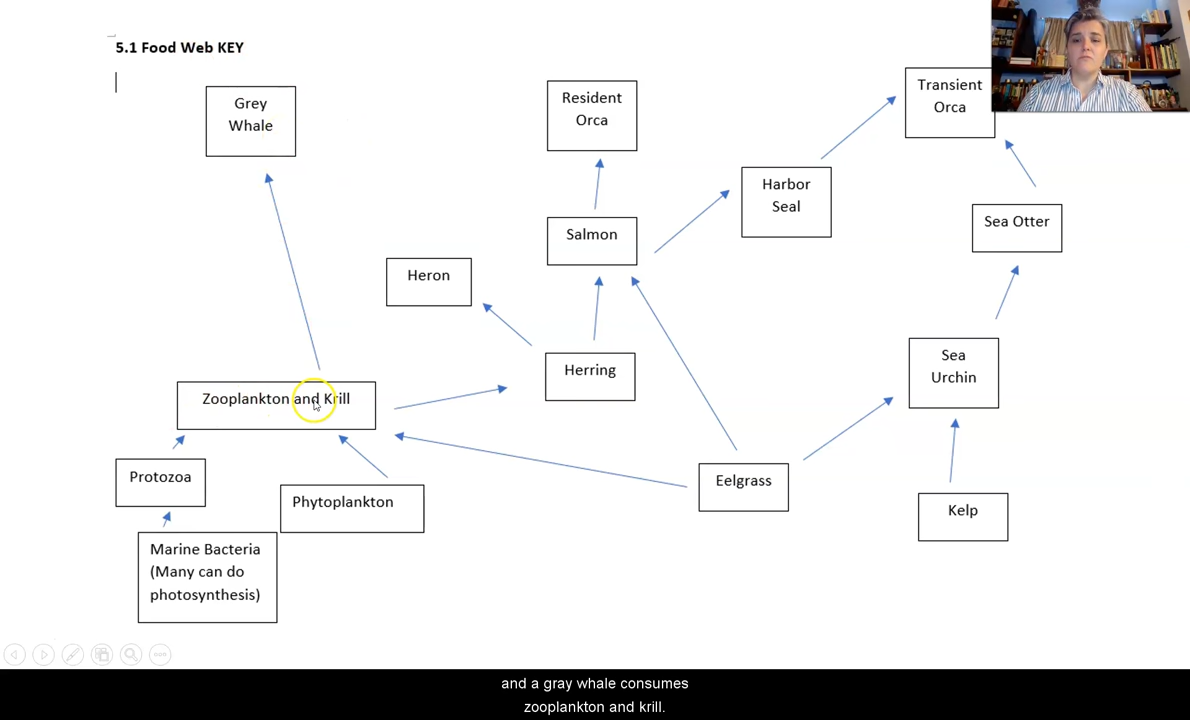 5.1 Food Web KEY
Grey
Whale
Resident
Orca
Transient
Orca
Harbor
Seal
Salmon
Sea Otter
Heron
Herring
Sea
Urchin
Zooplankton and Krill
Protozoa
Phytoplankton
Eelgrass
Kelp
Marine Bacteria
(Many can do
photosynthesis)
and a gray whale consumes
zooplankton and krill.